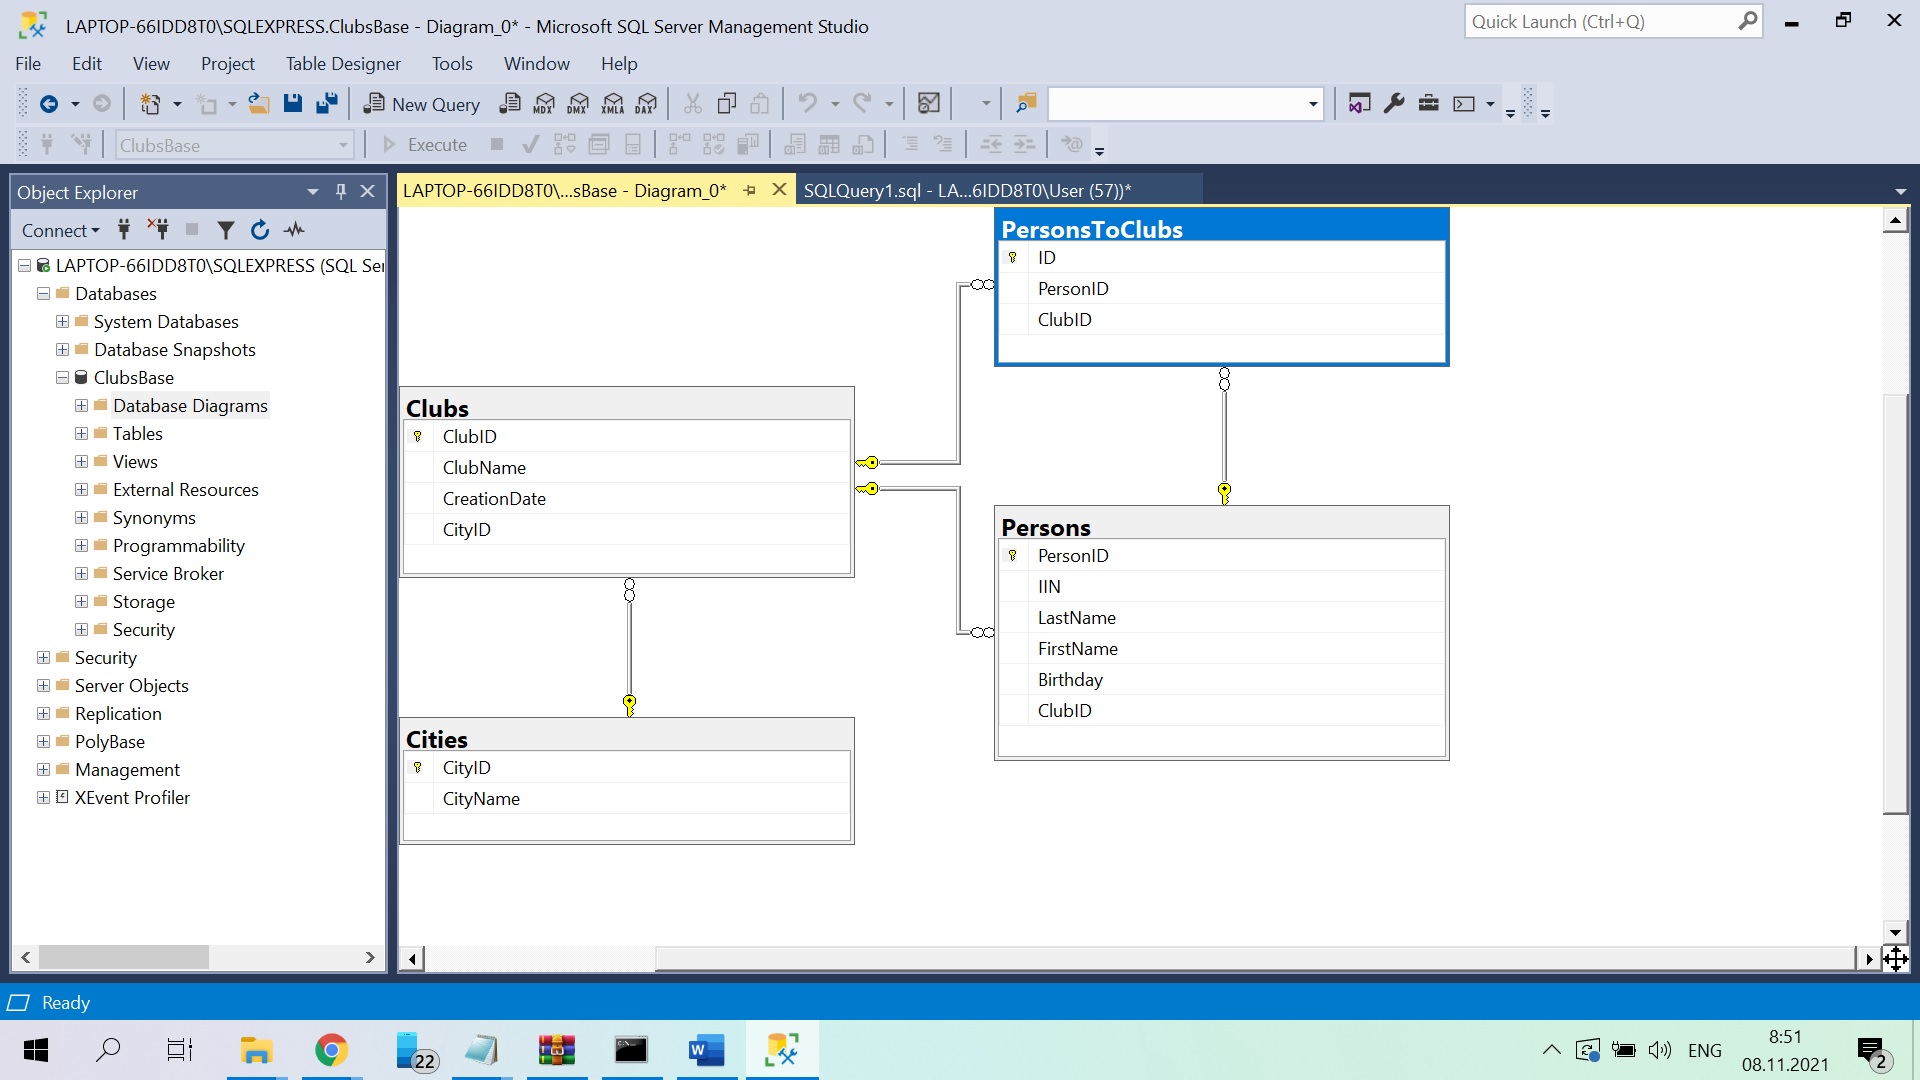 LAPTOP-66IDD8T0\SQLEXPRESS.ClubsBase - Diagram_0* - Microsoft SQL Server Management Studio
Quick Launch (Ctrl+Q)
File Edit View Project Table Designer Tools Window Help
New Query MDX DMX XMLA DAX
ClubsBase Execute
Object Explorer
Connect
LAPTOP-66IDD8T0\SQLEXPRESS (SQL Ser
Databases
System Databases
Database Snapshots
ClubsBase
Database Diagrams
Tables
Views
External Resources
Synonyms
Programmability
Service Broker
Storage
Security
Security
Server Objects
Replication
PolyBase
Management
XEvent Profiler
LAPTOP-66IDD8T0\...sBase - Diagram_0*
SQLQuery1.sql - LA...6IDD8T0\User (57))*
PersonsToClubs
ID
PersonID
ClubID
Clubs
ClubID
ClubName
CreationDate
CityID
Persons
PersonID
IIN
LastName
FirstName
Birthday
ClubID
Cities
CityID
CityName
Ready
22
ENG
8:51
08.11.2021
2